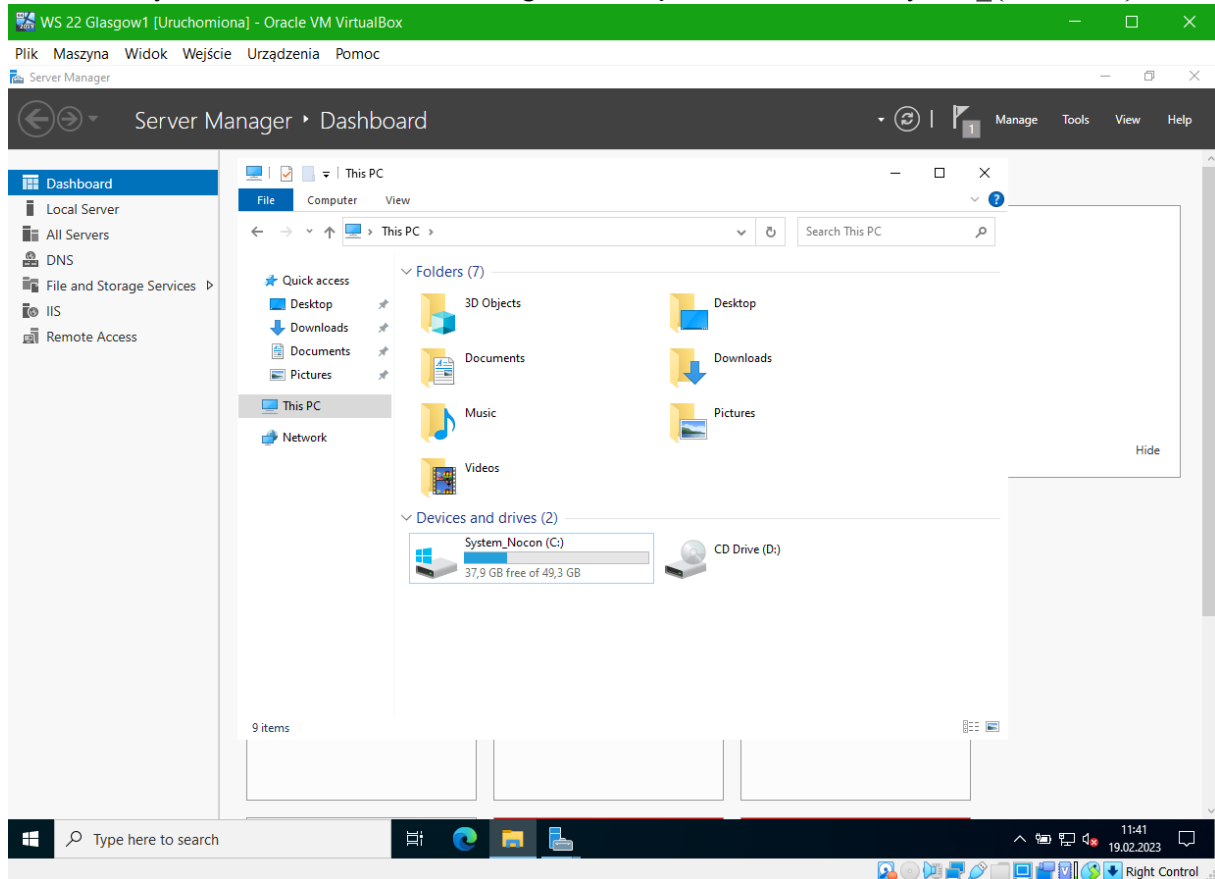 WS 22 Glasgow1 [Uruchomiona] - Oracle VM VirtualBox
Plik Maszyna Widok Wejście Urządzenia Pomoc
Server Manager
Server Manager ‣ Dashboard
1 Manage Tools View Help
Dashboard
Local Server
All Servers
DNS
File and Storage Services
IIS
Remote Access
This PC
File Computer View
This PC
Search This PC
Quick access
Desktop
Downloads
Documents
Pictures
This PC
Network
Folders (7)
3D Objects
Desktop
Documents
Downloads
Music
Pictures
Videos
Devices and drives (2)
System_Nocon (C:)
37,9 GB free of 49,3 GB
CD Drive (D:)
9 items
Hide
Type here to search
11:41
19.02.2023
Right Control